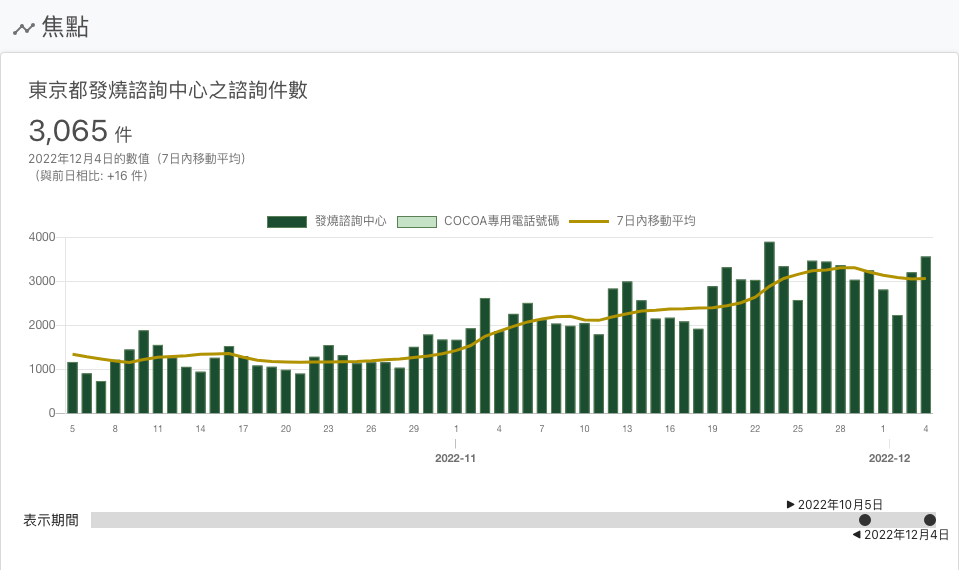 焦點
東京都發燒諮詢中心之諮詢件數
3,065 件
2022年12月4日的數值（7日內移動平均）
（與前日相比: +16 件）
發燒諮詢中心 COCOA專用電話號碼 7日內移動平均
4000
3000
2000
1000
0
5 8 11 14 17 20 23 26 29 1 4 7 10 13 16 19 22 25 28 1 4
2022-11 2022-12
2022年10月5日
表示期間
2022年12月4日